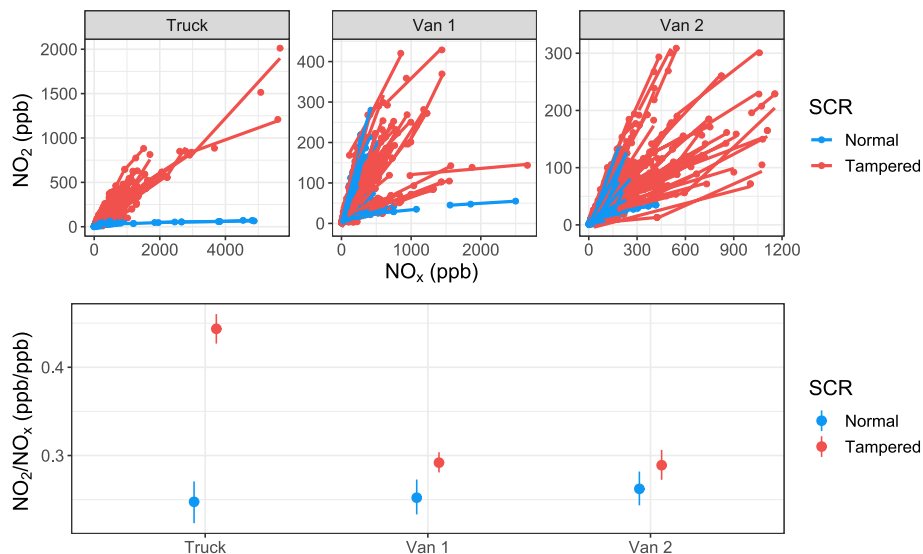 Truck Van 1 Van 2
NO₂ (ppb)
2000
1500
1000
500
0
0 2000 4000
400
300
200
100
0
0 1000 2000
300
200
100
0
0 300 600 900 1200
NOₓ (ppb)
SCR
Normal
Tampered
NO₂/NOₓ (ppb/ppb)
0.4
0.3
Truck Van 1 Van 2
SCR
Normal
Tampered